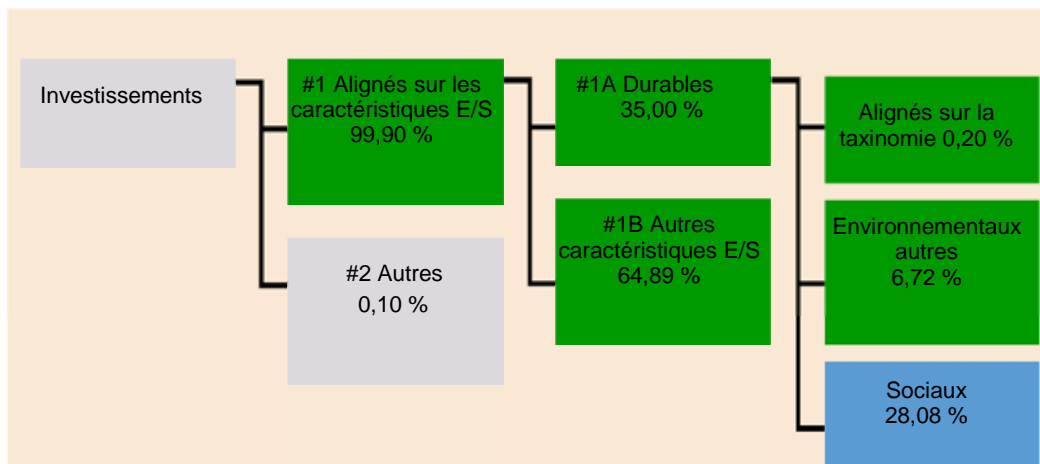 Investissements
#1 Alignés sur les
caractéristiques E/S
99,90 %
#2 Autres
0,10 %
#1A Durables
35,00 %
#1B Autres
caractéristiques E/S
64,89 %
Alignés sur la
taxinomie 0,20 %
Environnementaux
autres
6,72 %
Sociaux
28,08 %